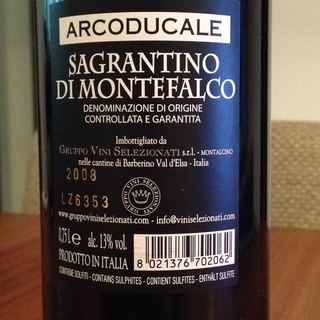 ARCODUCALE
SAGRANTINO
DI MONTEFALCO
DENOMINAZIONE DI ORIGINE
CONTROLLATA E GARANTITA
Imbottigliato da
GRUPPO VINI SELEZIONATI s.r.l. - MONTALCINO
nelle cantine di Barberino Val d'Elsa - Italia
2008
LZ6353
www.gruppoviniselezionati.com - info@viniselezionati.com
0,75 l e alc. 13% vol.
PRODOTTO IN ITALIA
8 021376 702062
CONTIENE SOLFITI - CONTAINS SULPHITES - CONTIENT SULFITES - ENTHÄLT SULFITE